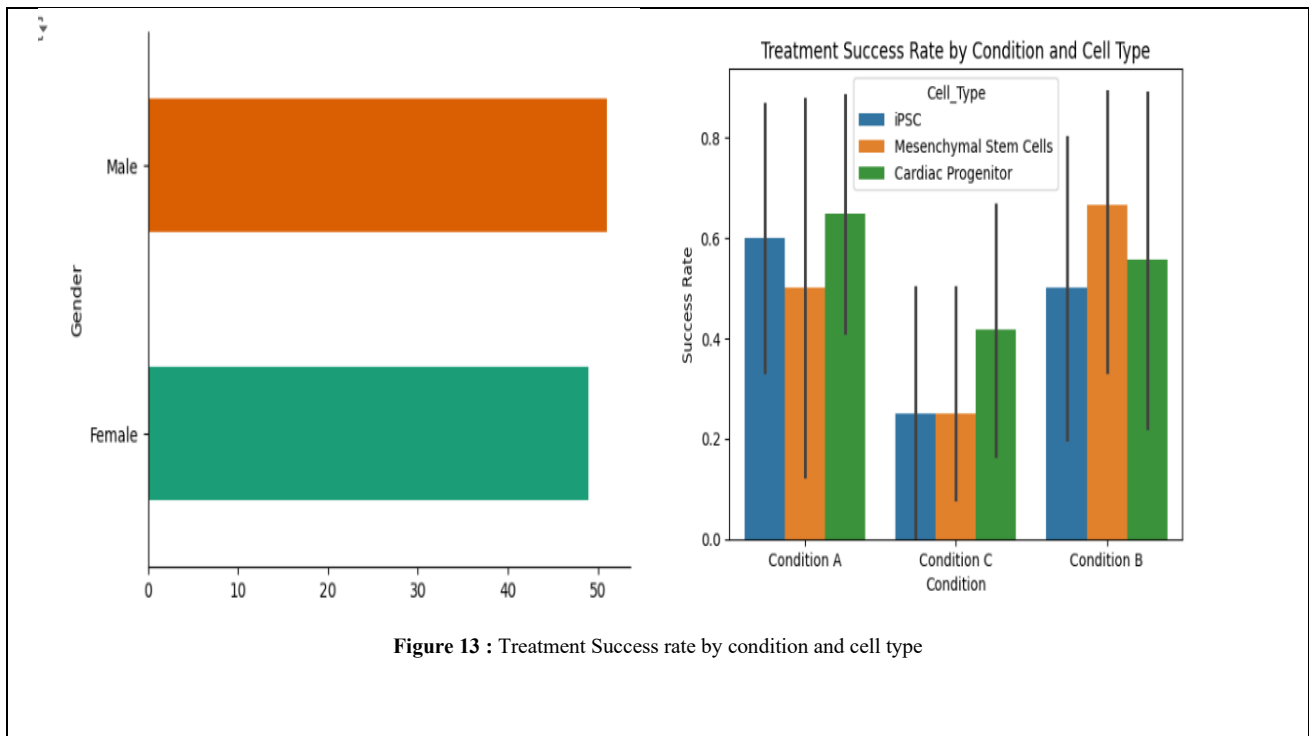 Male
Gender
Female
0 10 20 30 40 50
Treatment Success Rate by Condition and Cell Type
Cell_Type
iPSC
Mesenchymal Stem Cells
Cardiac Progenitor
Success Rate
0.8
0.6
0.4
0.2
0.0
Condition A Condition C Condition B
Condition
Figure 13 : Treatment Success rate by condition and cell type